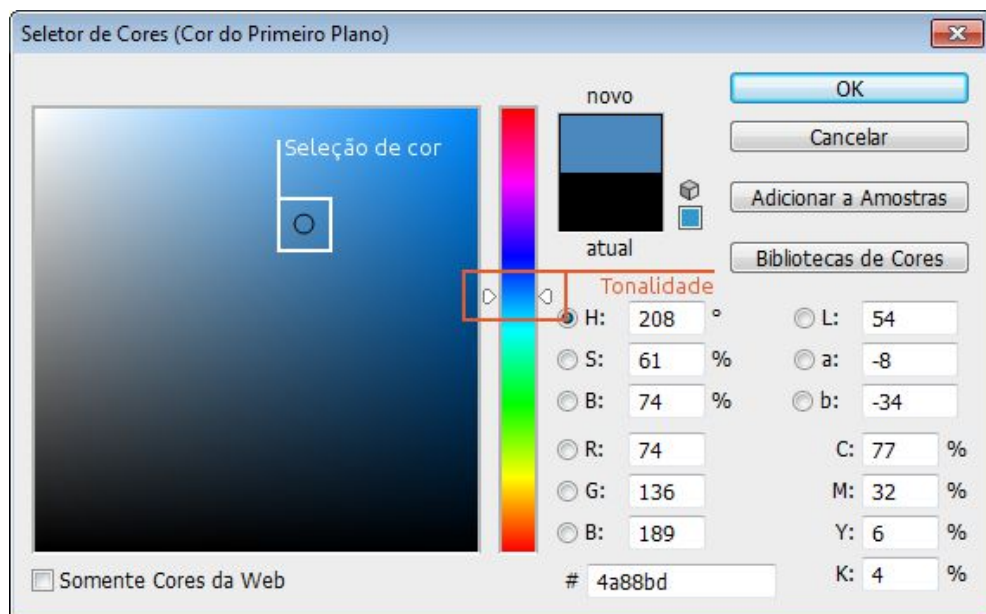 Seletor de Cores (Cor do Primeiro Plano)
novo
OK
Seleção de cor
Cancelar
Adicionar a Amostras
atual
Bibliotecas de Cores
Tonalidade
H: 208 ° L: 54
S: 61 % a: -8
B: 74 % b: -34
R: 74 C: 77 %
G: 136 M: 32 %
B: 189 Y: 6 %
Somente Cores da Web # 4a88bd K: 4 %